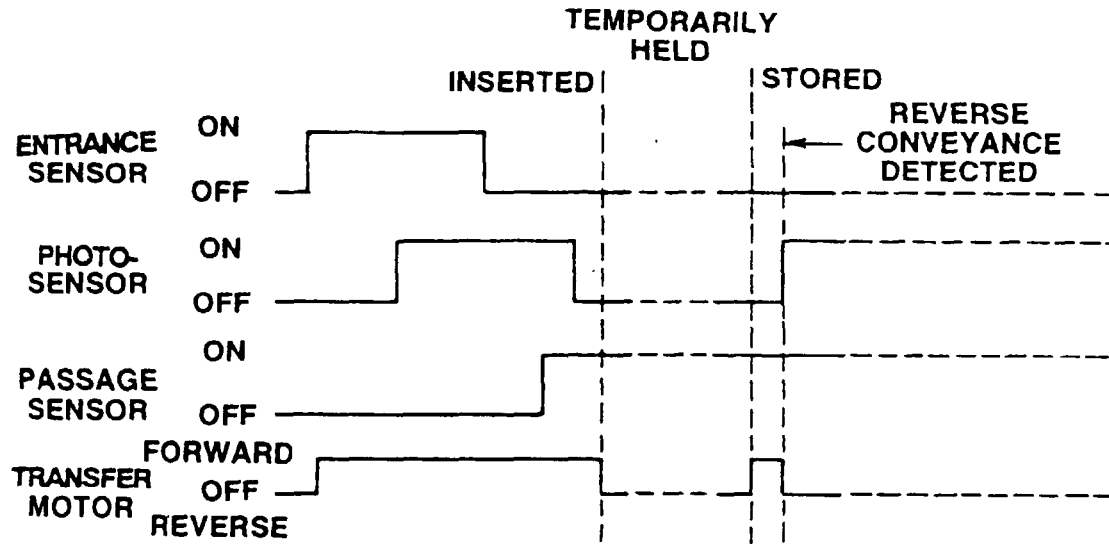 TEMPORARILY
HELD
INSERTED
STORED
REVERSE
CONVEYANCE
DETECTED
ENTRANCE
SENSOR
ON
OFF
PHOTO-
SENSOR
ON
OFF
PASSAGE
SENSOR
ON
OFF
TRANSFER
MOTOR
FORWARD
OFF
REVERSE